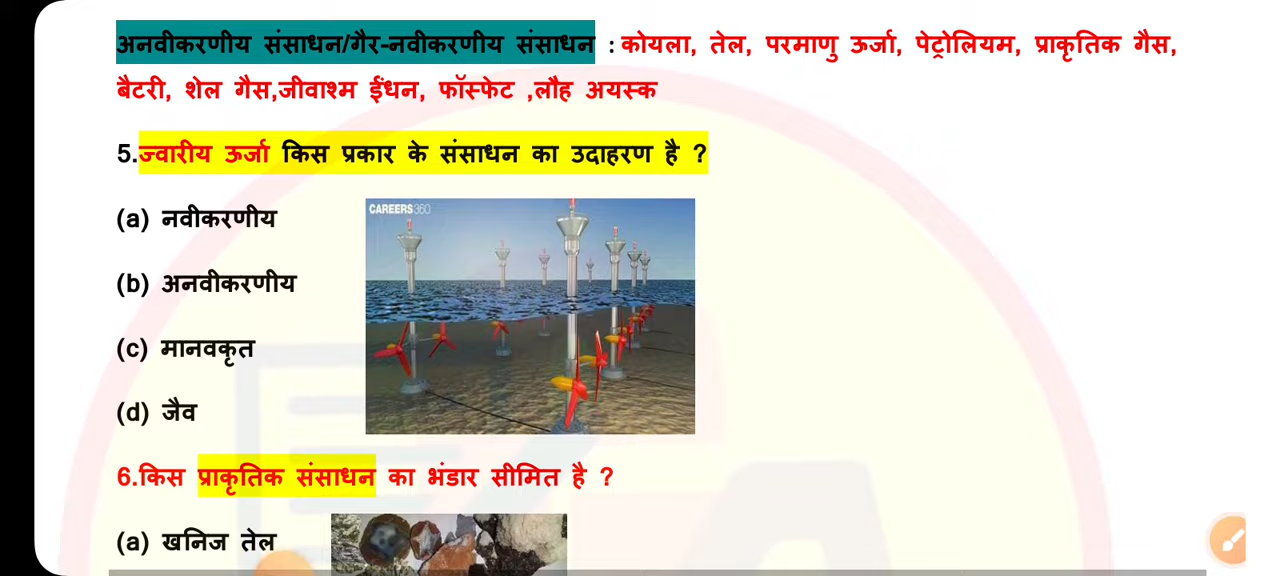 अनवीकरणीय संसाधन/गैर-नवीकरणीय संसाधन : कोयला, तेल, परमाणु ऊर्जा, पेट्रोलियम, प्राकृतिक गैस,
बैटरी, शेल गैस,जीवाश्म ईंधन, फॉस्फेट ,लौह अयस्क
5.ज्वारीय ऊर्जा किस प्रकार के संसाधन का उदाहरण है ?
(a) नवीकरणीय
CAREERS360
(b) अनवीकरणीय
(c) मानवकृत
(d) जैव
6.किस प्राकृतिक संसाधन का भंडार सीमित है ?
(a) खनिज तेल